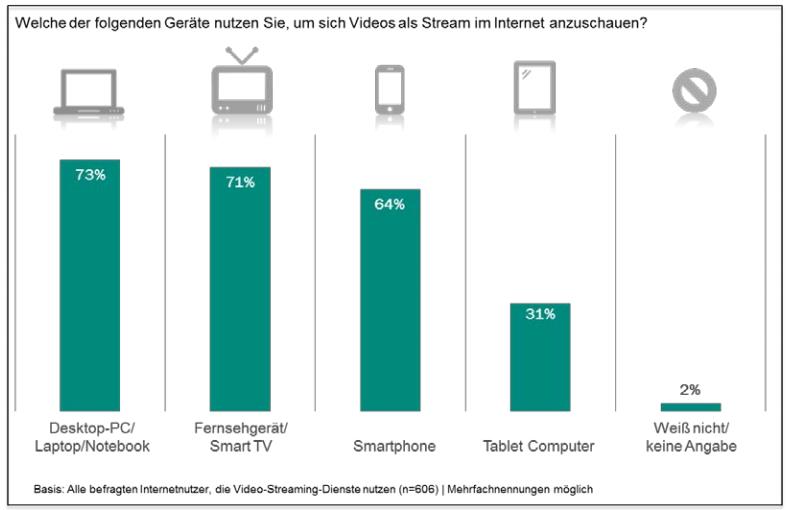 Welche der folgenden Geräte nutzen Sie, um sich Videos als Stream im Internet anzuschauen?
73%
71%
64%
31%
2%
Desktop-PC/
Laptop/Notebook
Fernsehgerät/
Smart TV
Smartphone
Tablet Computer
Weiß nicht/
keine Angabe
Basis: Alle befragten Internetnutzer, die Video-Streaming-Dienste nutzen (n=606) | Mehrfachnennungen möglich